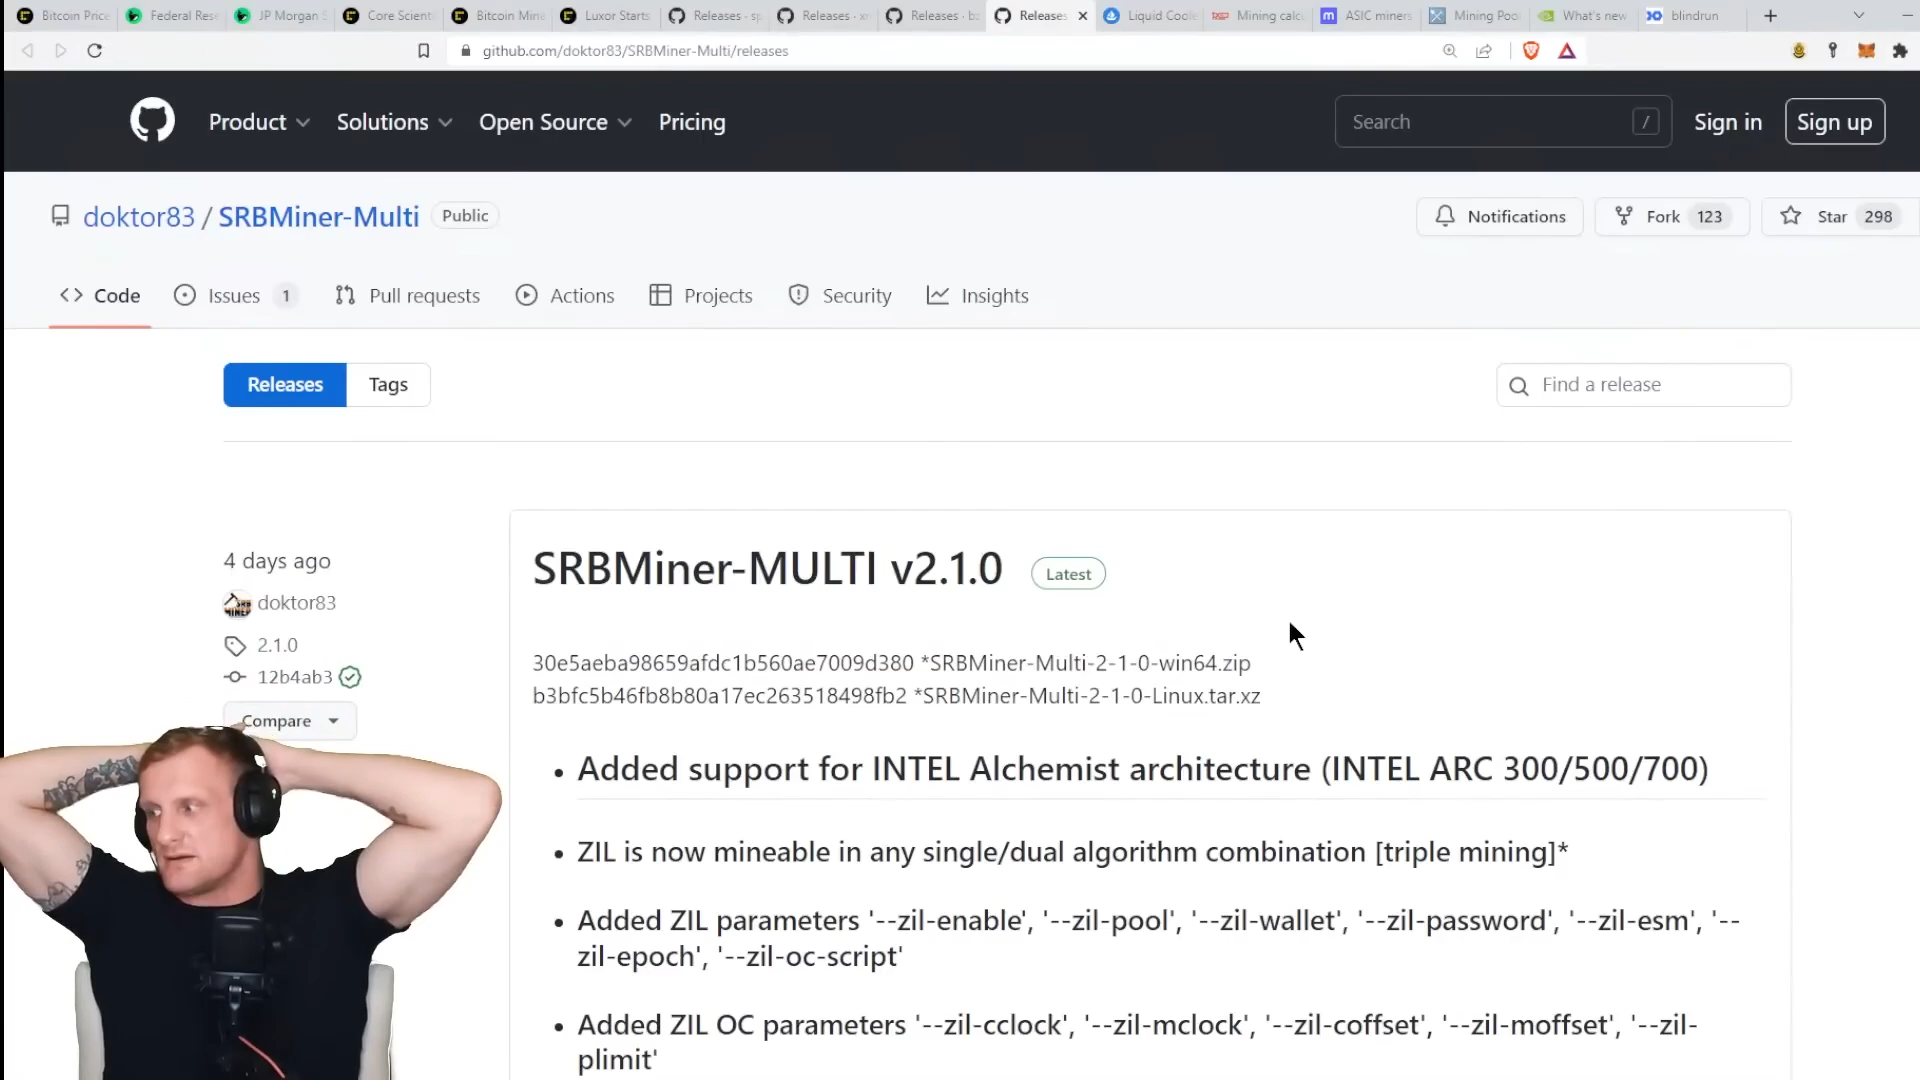 Bitcoin Price
Federal Rese
JP Morgan S
Core Scienti
Bitcoin Mine
Luxor Starts
Releases · s
Releases · x
Releases · b
Releases
Liquid Coole
Mining calc
ASIC miners
Mining Poo
What's new
blindrun
github.com/doktor83/SRBMiner-Multi/releases
Product
Solutions
Open Source
Pricing
Search
/
Sign in
Sign up
doktor83 / SRBMiner-Multi
Public
Notifications
Fork 123
Star 298
Code
Issues 1
Pull requests
Actions
Projects
Security
Insights
Releases
Tags
Find a release
4 days ago
doktor83
2.1.0
12b4ab3
Compare
SRBMiner-MULTI v2.1.0
Latest
30e5aeba98659afdc1b560ae7009d380 *SRBMiner-Multi-2-1-0-win64.zip
b3bfc5b46fb8b80a17ec263518498fb2 *SRBMiner-Multi-2-1-0-Linux.tar.xz
• Added support for INTEL Alchemist architecture (INTEL ARC 300/500/700)
• ZIL is now mineable in any single/dual algorithm combination [triple mining]*
• Added ZIL parameters '--zil-enable', '--zil-pool', '--zil-wallet', '--zil-password', '--zil-esm', '--
zil-epoch', '--zil-oc-script'
• Added ZIL OC parameters '--zil-cclock', '--zil-mclock', '--zil-coffset', '--zil-moffset', '--zil-
plimit'